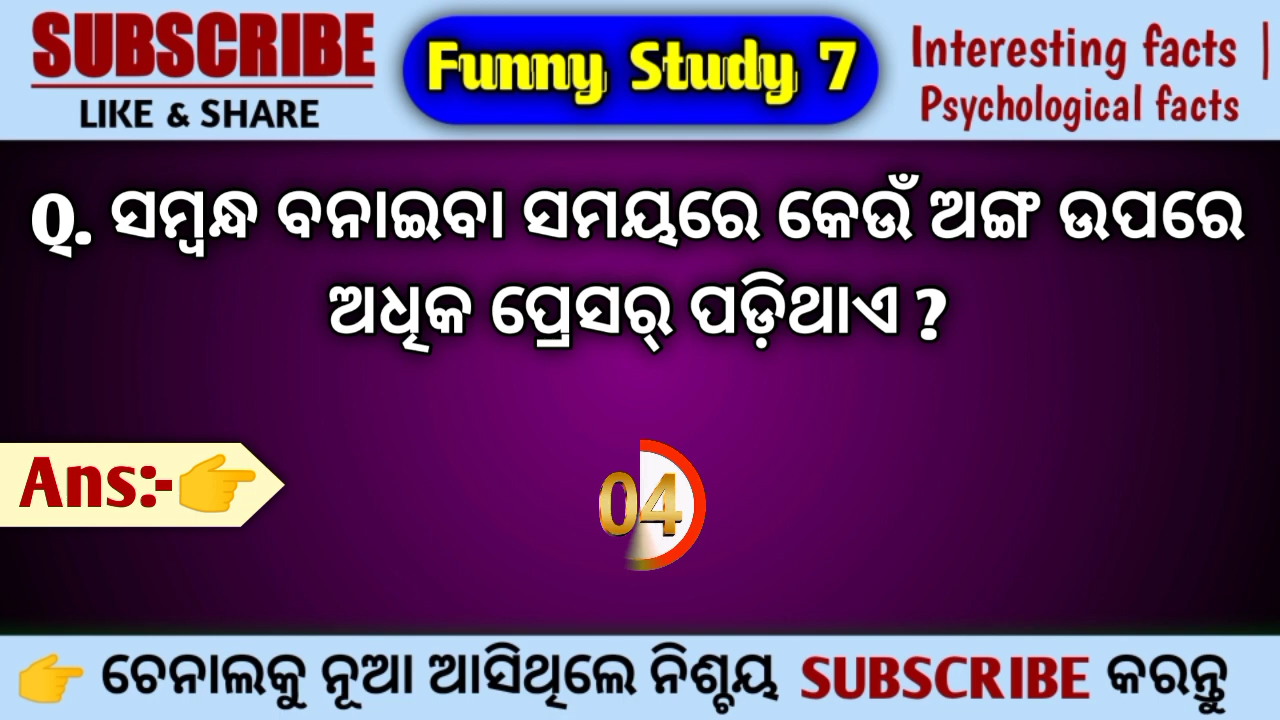 SUBSCRIBE
LIKE & SHARE
Funny Study 7
Interesting facts |
Psychological facts
Q. ସମ୍ବନ୍ଧ ବନାଇବା ସମୟରେ କେଉଁ ଅଙ୍ଗ ଉପରେ
ଅଧିକ ପ୍ରେସର୍ ପଡ଼ିଥାଏ ?
Ans:-👉
04
👉 ଚେନାଲକୁ ନୂଆ ଆସିଥିଲେ ନିଶ୍ଚୟ SUBSCRIBE କରନ୍ତୁ